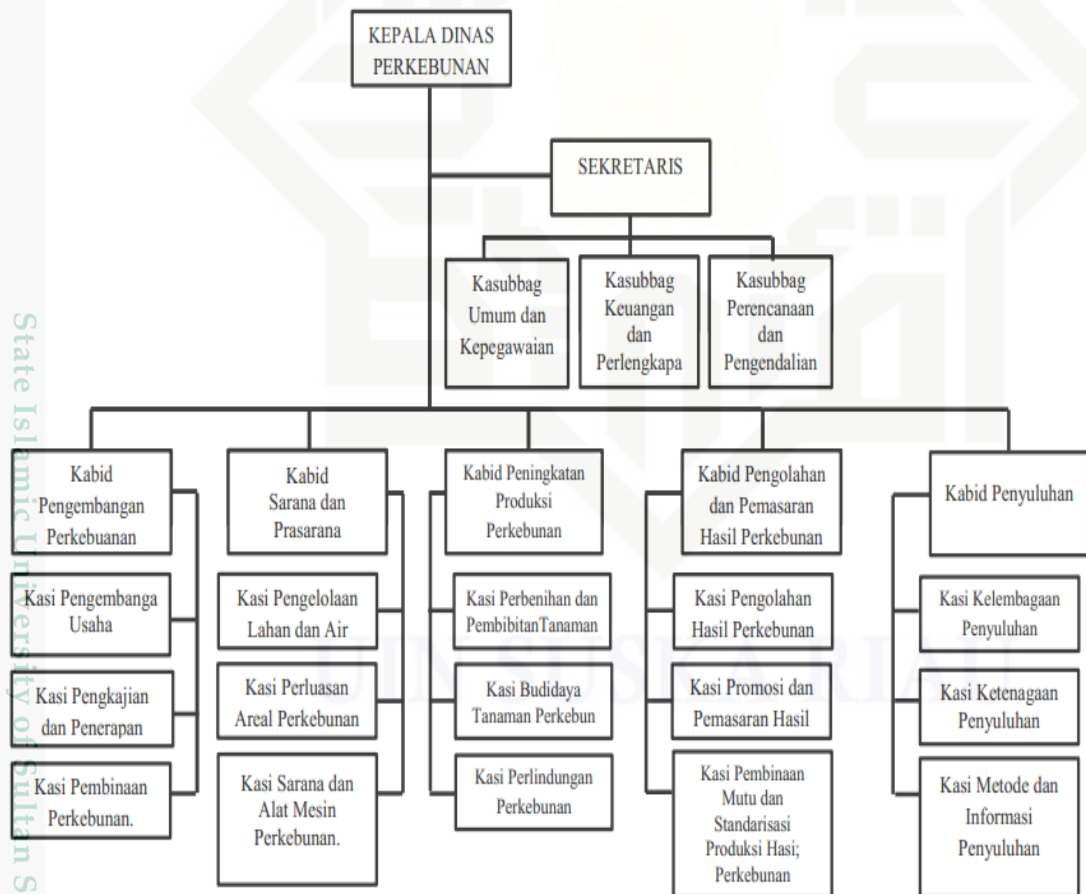 KEPALA DINAS
PERKEBUNAN
SEKRETARIS
Kasubbag
Umum dan
Kepegawaian
Kasubbag
Keuangan
dan
Perlengkapa
Kasubbag
Perencanaan
dan
Pengendalian
Kabid
Pengembangan
Perkebuanan
Kabid
Sarana dan
Prasarana
Kabid Peningkatan
Produksi
Perkebunan
Kabid Pengolahan
dan Pemasaran
Hasil Perkebunan
Kabid Penyuluhan
Kasi Pengembanga
Usaha
Kasi Pengelolaan
Lahan dan Air
Kasi Perbenihan dan
PembibitanTanaman
Kasi Pengolahan
Hasil Perkebunan
Kasi Kelembagaan
Penyuluhan
Kasi Pengkajian
dan Penerapan
Kasi Perluasan
Areal Perkebunan
Kasi Budidaya
Tanaman Perkebun
Kasi Promosi dan
Pemasaran Hasil
Kasi Ketenagaan
Penyuluhan
Kasi Pembinaan
Perkebunan.
Kasi Sarana dan
Alat Mesin
Perkebunan.
Kasi Perlindungan
Perkebunan
Kasi Pembinaan
Mutu dan
Standarisasi
Produksi Hasi;
Perkebunan
Kasi Metode dan
Informasi
Penyuluhan
State Islamic University of Sultan S
UIN SUSKA RIAU